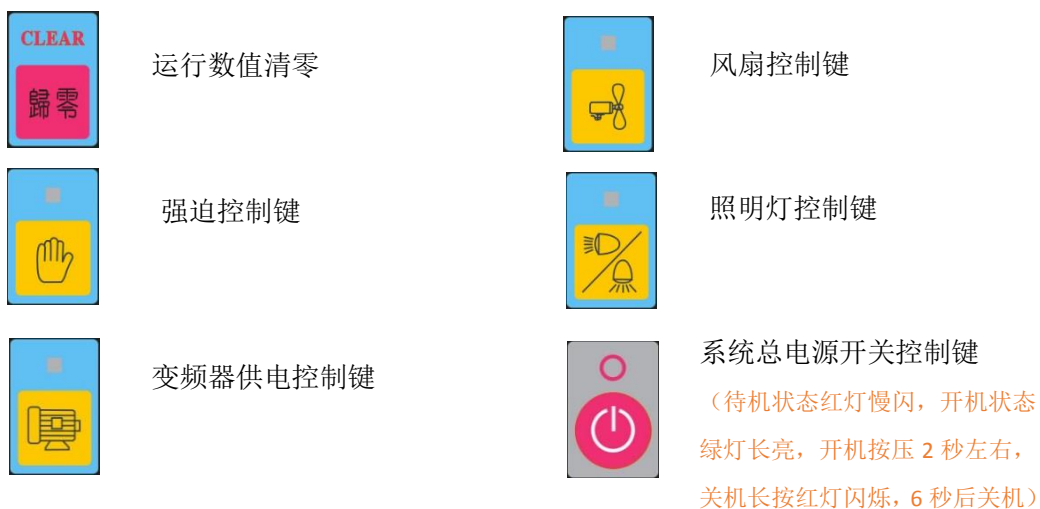 CLEAR
歸零
运行数值清零
风扇控制键
强迫控制键
照明灯控制键
变频器供电控制键
系统总电源开关控制键
（待机状态红灯慢闪，开机状态
绿灯长亮，开机按压 2 秒左右，
关机长按红灯闪烁，6 秒后关机）